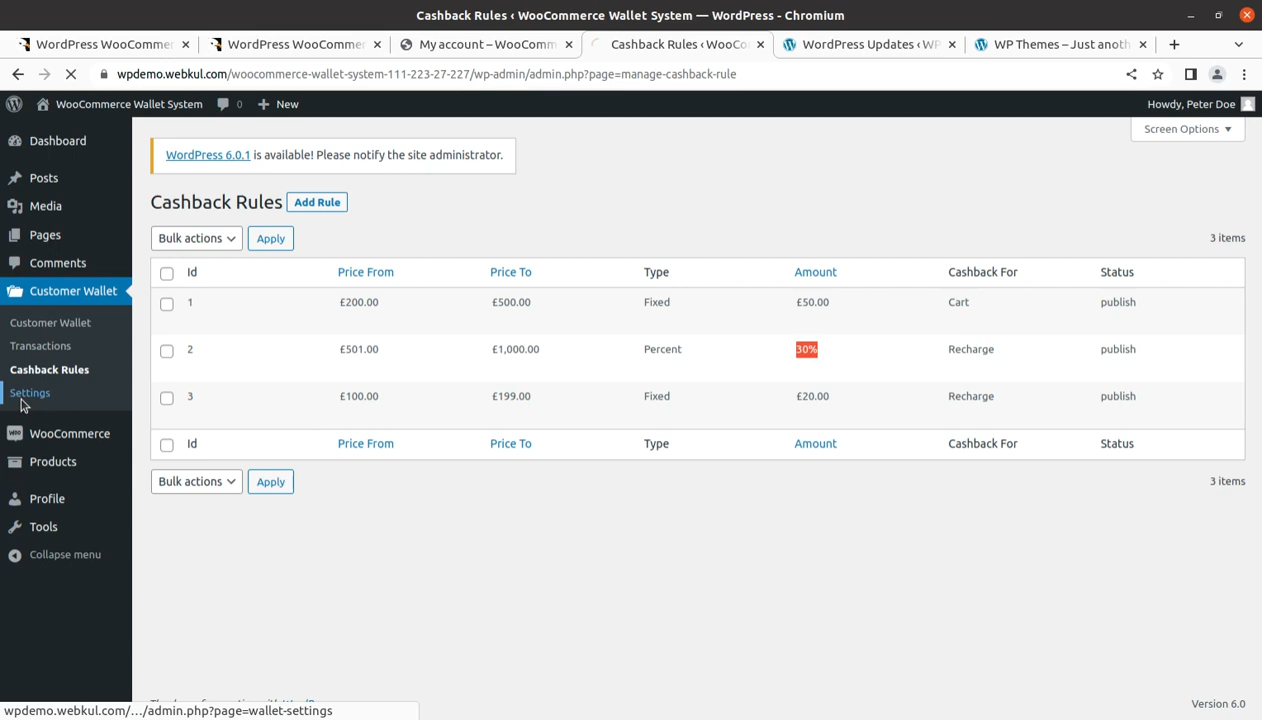 Cashback Rules ‹ WooCommerce Wallet System — WordPress - Chromium
WordPress WooCommer
WordPress WooCommer
My account – WooComm
Cashback Rules ‹ WooCo
WordPress Updates ‹ WP
WP Themes – Just anoth
wpdemo.webkul.com/woocommerce-wallet-system-111-223-27-227/wp-admin/admin.php?page=manage-cashback-rule
WooCommerce Wallet System
0
New
Howdy, Peter Doe
Screen Options ▼
Dashboard
Posts
Media
Pages
Comments
Customer Wallet
Customer Wallet
Transactions
Cashback Rules
Settings
WooCommerce
Products
Profile
Tools
Collapse menu
WordPress 6.0.1 is available! Please notify the site administrator.
Cashback Rules Add Rule
Bulk actions Apply 3 items
Id Price From Price To Type Amount Cashback For Status
1 £200.00 £500.00 Fixed £50.00 Cart publish
2 £501.00 £1,000.00 Percent 30% Recharge publish
3 £100.00 £199.00 Fixed £20.00 Recharge publish
Id Price From Price To Type Amount Cashback For Status
Bulk actions Apply 3 items
Version 6.0
wpdemo.webkul.com/…/admin.php?page=wallet-settings